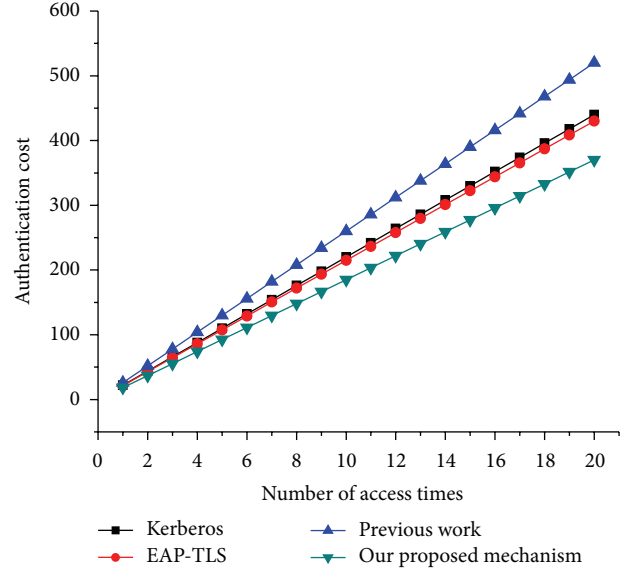 600
500
400
300
200
100
0
Authentication cost
0 2 4 6 8 10 12 14 16 18 20
Number of access times
Kerberos Previous work
EAP-TLS Our proposed mechanism